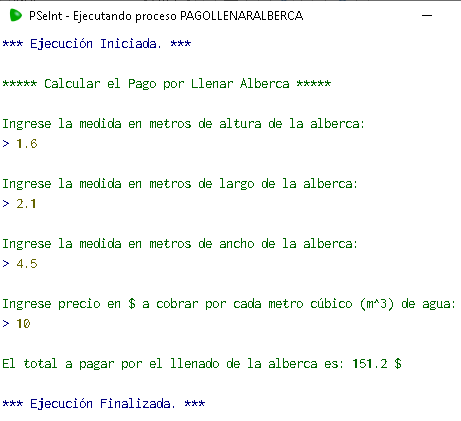 PSeInt - Ejecutando proceso PAGOLLENARALBERCA
*** Ejecución Iniciada. ***
***** Calcular el Pago por Llenar Alberca *****
Ingrese la medida en metros de altura de la alberca:
> 1.6
Ingrese la medida en metros de largo de la alberca:
> 2.1
Ingrese la medida en metros de ancho de la alberca:
> 4.5
Ingrese precio en $ a cobrar por cada metro cúbico (m^3) de agua:
> 10
El total a pagar por el llenado de la alberca es: 151.2 $
*** Ejecución Finalizada. ***